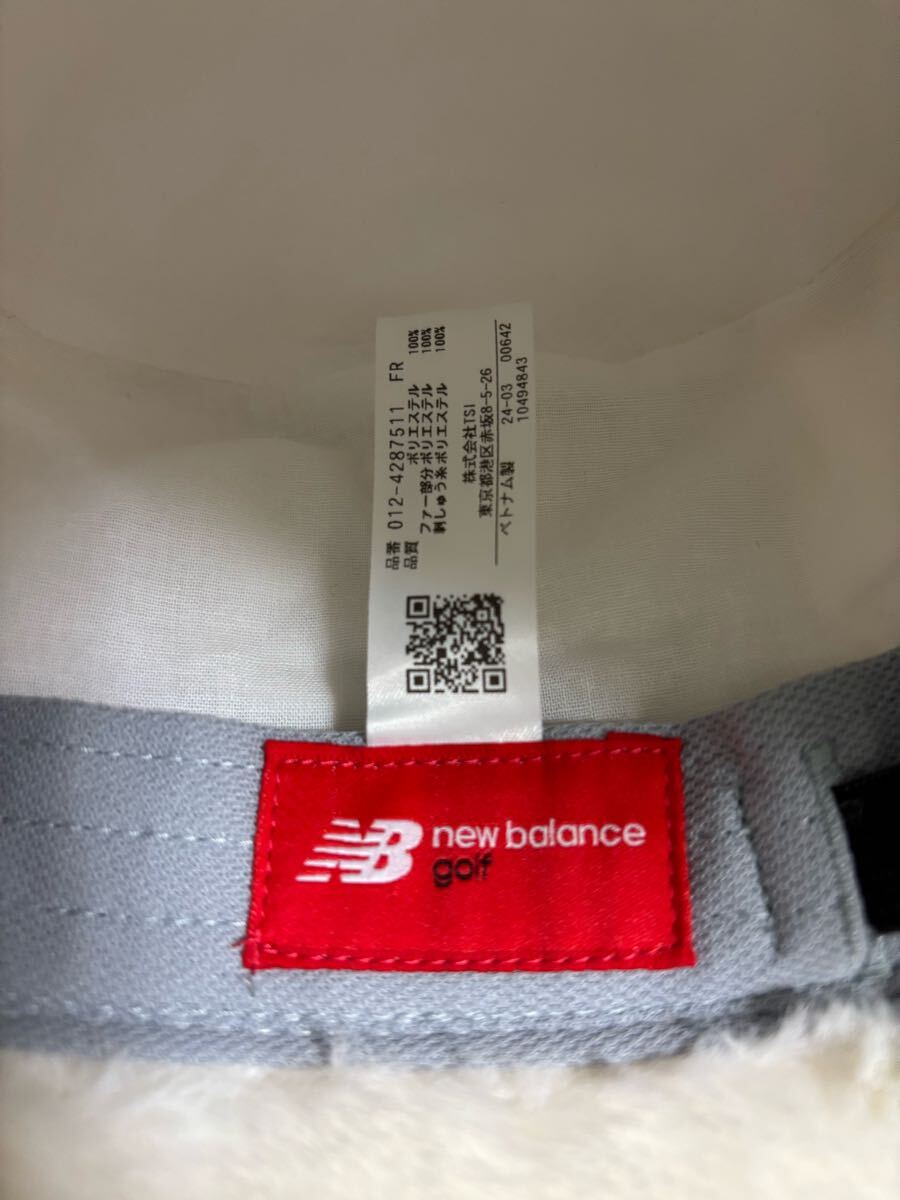 品番 012-4287511 FR
品質 ポリエステル 100%
ファー部分ポリエステル 100%
刺しゅう糸ポリエステル 100%
株式会社TSI
東京都港区赤坂8-5-26
ベトナム製 24-03 00642
10494843
NB new balance
golf